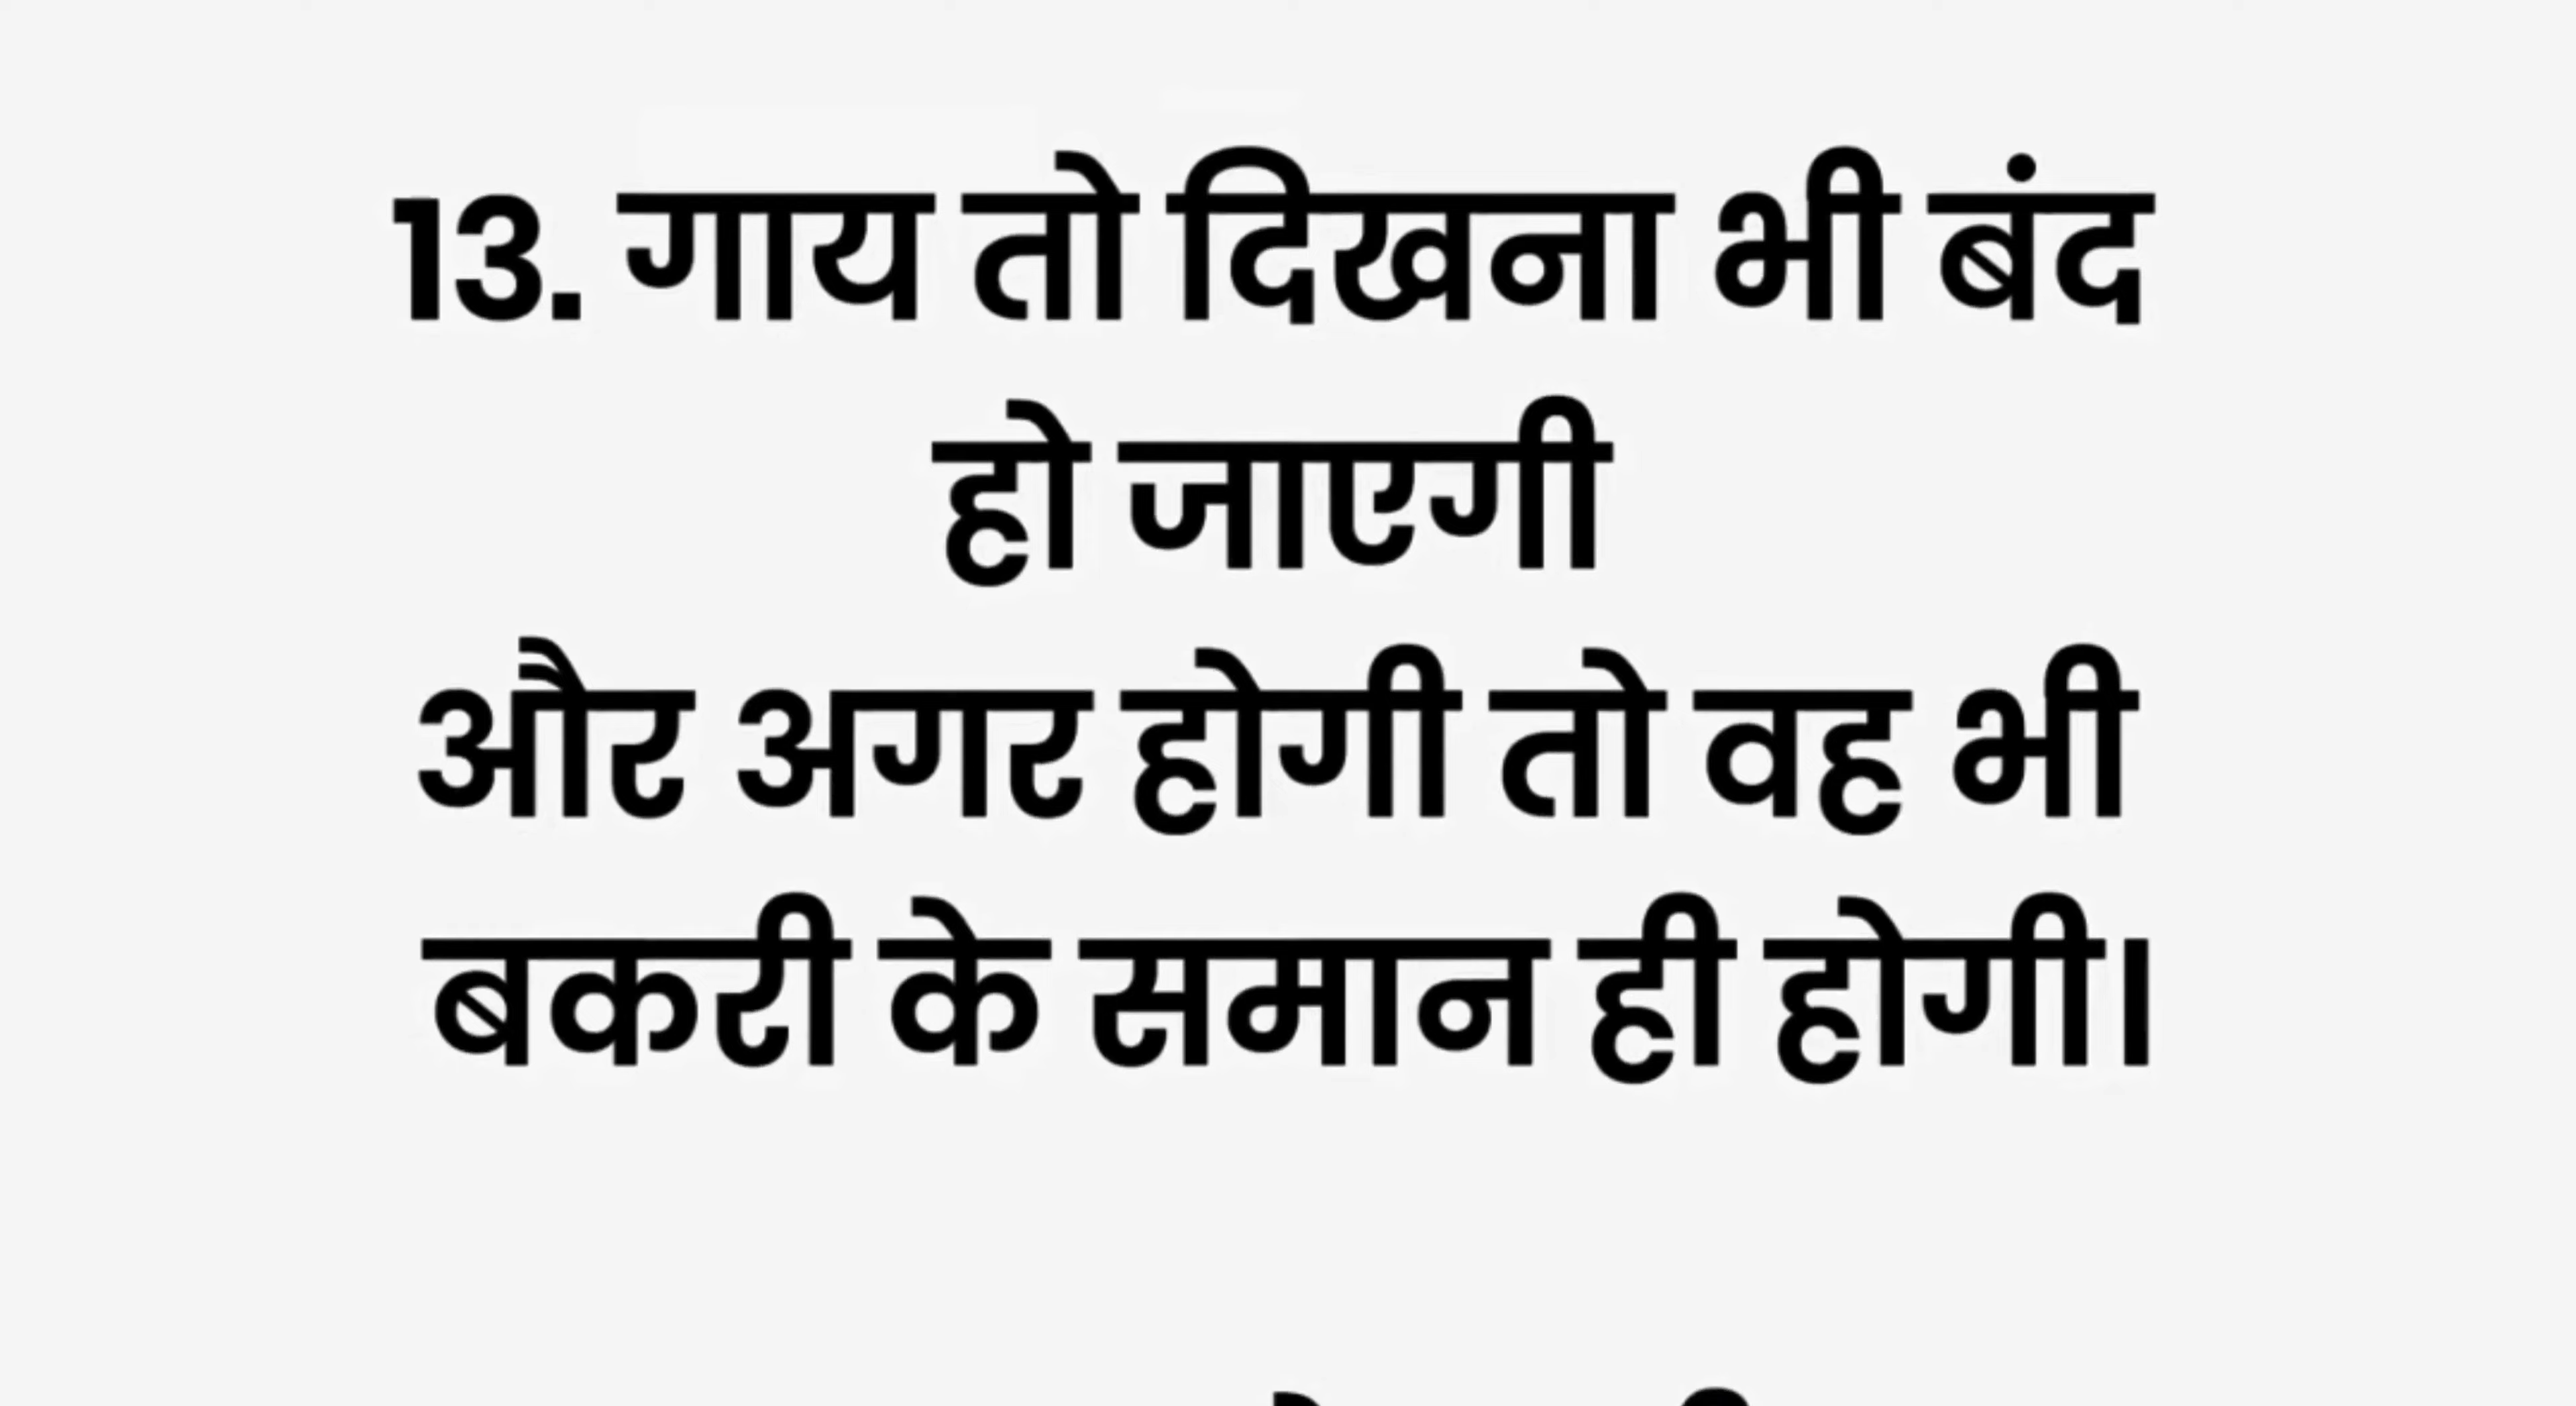 13. गाय तो दिखना भी बंद
हो जाएगी
और अगर होगी तो वह भी
बकरी के समान ही होगी।